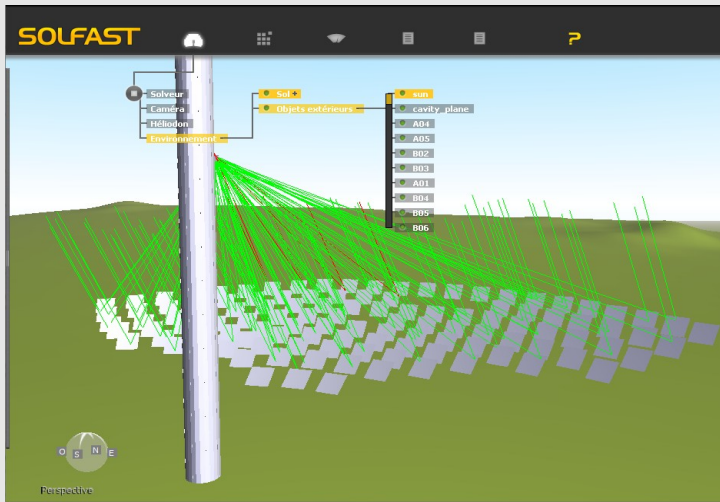 SOLFAST
?
Solveur
Caméra
Héliodon
Environnement
Sol +
Objets extérieurs
sun
cavity_plane
A04
A05
B02
B03
A01
B04
B05
B06
O S N E
Perspective